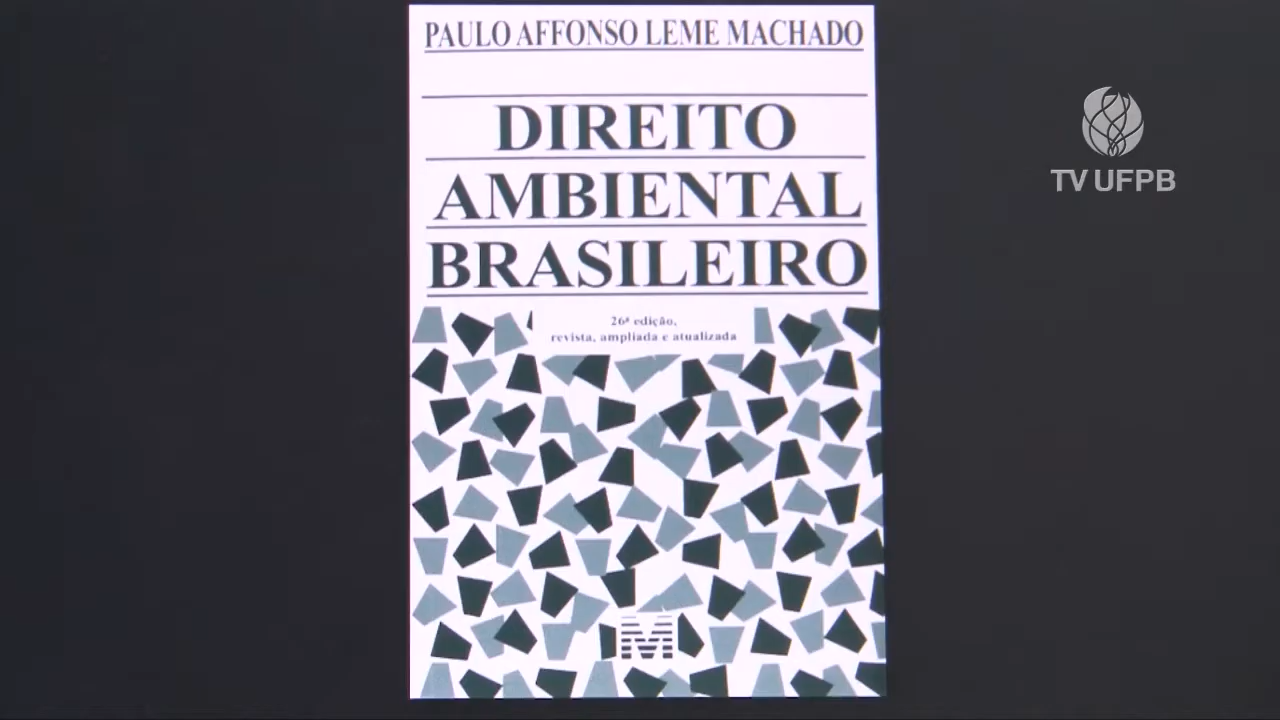 PAULO AFFONSO LEME MACHADO
DIREITO
AMBIENTAL
BRASILEIRO
26ª edição,
revista, ampliada e atualizada
M
TV UFPB